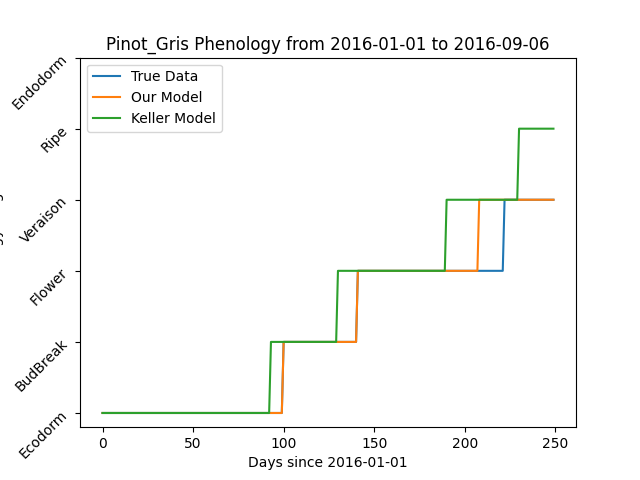 Pinot_Gris Phenology from 2016-01-01 to 2016-09-06
True Data
Our Model
Keller Model
Endodorm
Ripe
Veraison
Flower
BudBreak
Ecodorm
0 50 100 150 200 250
Days since 2016-01-01